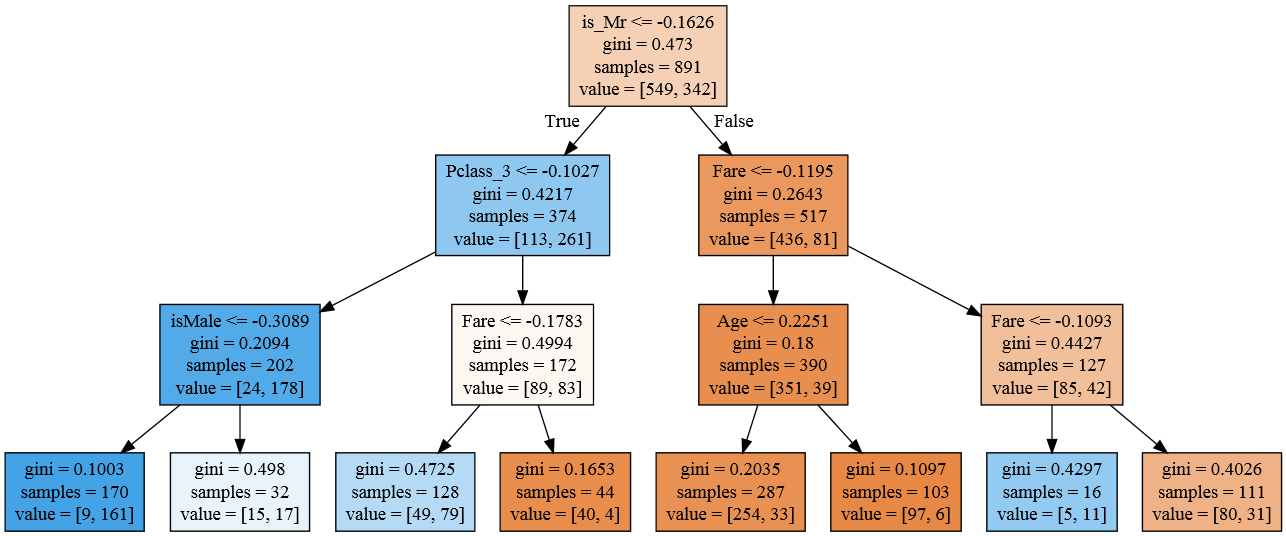 is_Mr <= -0.1626
gini = 0.473
samples = 891
value = [549, 342]
True
False
Pclass_3 <= -0.1027
gini = 0.4217
samples = 374
value = [113, 261]
Fare <= -0.1195
gini = 0.2643
samples = 517
value = [436, 81]
isMale <= -0.3089
gini = 0.2094
samples = 202
value = [24, 178]
Fare <= -0.1783
gini = 0.4994
samples = 172
value = [89, 83]
Age <= 0.2251
gini = 0.18
samples = 390
value = [351, 39]
Fare <= -0.1093
gini = 0.4427
samples = 127
value = [85, 42]
gini = 0.1003
samples = 170
value = [9, 161]
gini = 0.498
samples = 32
value = [15, 17]
gini = 0.4725
samples = 128
value = [49, 79]
gini = 0.1653
samples = 44
value = [40, 4]
gini = 0.2035
samples = 287
value = [254, 33]
gini = 0.1097
samples = 103
value = [97, 6]
gini = 0.4297
samples = 16
value = [5, 11]
gini = 0.4026
samples = 111
value = [80, 31]